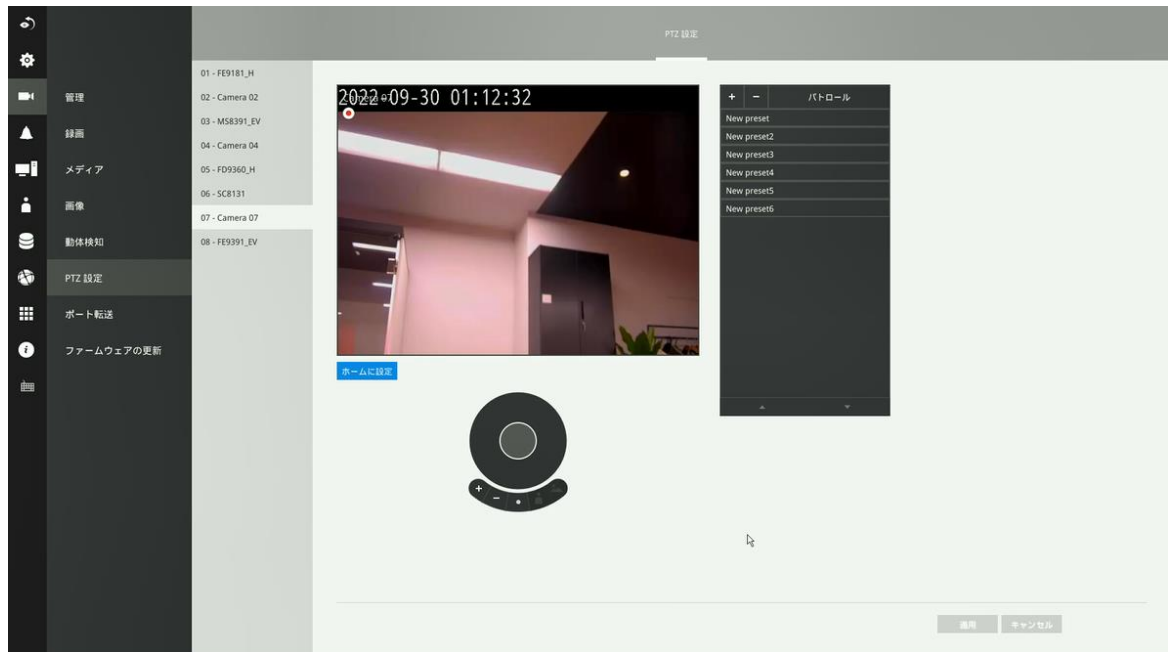 PTZ 設定
管理
録画
メディア
画像
動体検知
PTZ 設定
ポート転送
ファームウェアの更新
01 - FE9181_H
02 - Camera 02
03 - MS8391_EV
04 - Camera 04
05 - FD9360_H
06 - SC8131
07 - Camera 07
08 - FE9391_EV
2022-09-30 01:12:32
Camera 07
ホームに設定
+ − パトロール
New preset
New preset2
New preset3
New preset4
New preset5
New preset6
適用 キャンセル